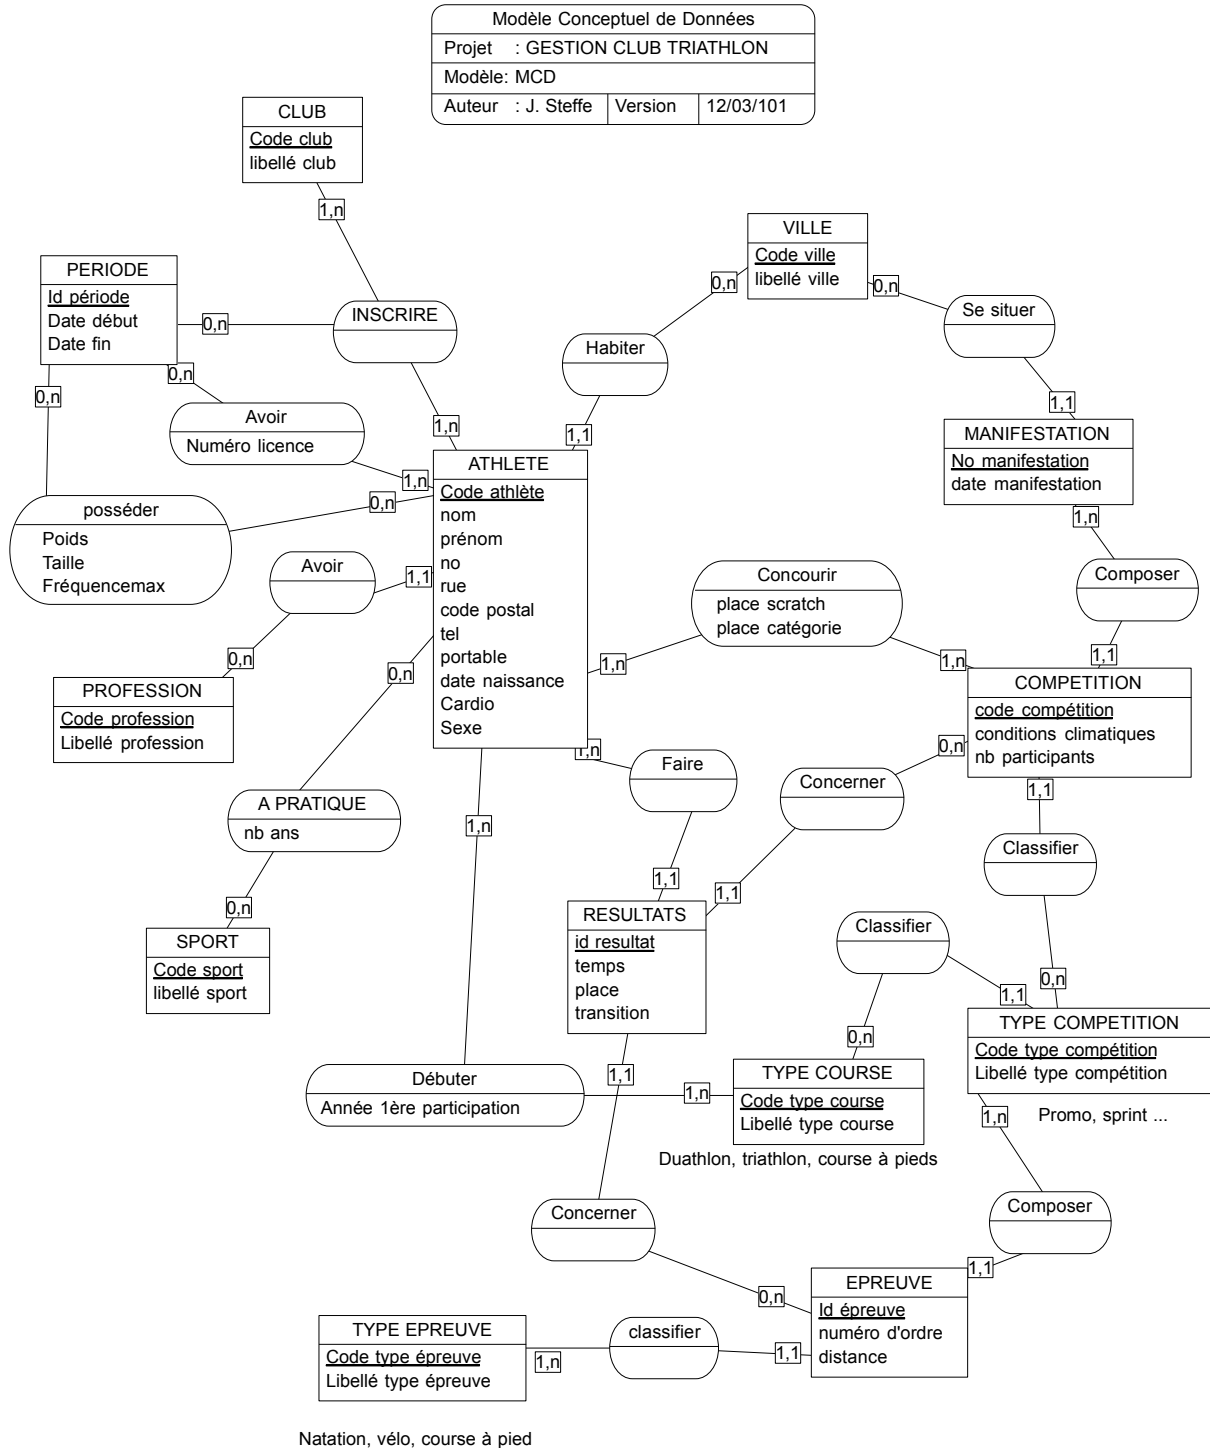 Modèle Conceptuel de Données
Projet : GESTION CLUB TRIATHLON
Modèle: MCD
Auteur : J. Steffe Version 12/03/101
CLUB
Code club
libellé club
1,n
VILLE
Code ville
libellé ville
0,n
0,n
PERIODE
Id période
Date début
Date fin
0,n
0,n
0,n
INSCRIRE
1,n
Habiter
1,1
Se situer
1,1
Avoir
Numéro licence
1,n
MANIFESTATION
No manifestation
date manifestation
1,n
ATHLETE
Code athlète
nom
prénom
no
rue
code postal
tel
portable
date naissance
Cardio
Sexe
posséder
Poids
Taille
Fréquencemax
0,n
Avoir
1,1
0,n
Concourir
place scratch
place catégorie
1,n
1,n
Composer
1,1
PROFESSION
Code profession
Libellé profession
0,n
COMPETITION
code compétition
conditions climatiques
nb participants
0,n
1,1
1,n
Faire
1,1
Concerner
1,1
A PRATIQUE
nb ans
0,n
1,n
Classifier
0,n
SPORT
Code sport
libellé sport
RESULTATS
id resultat
temps
place
transition
1,1
Classifier
1,1
0,n
TYPE COMPETITION
Code type compétition
Libellé type compétition
1,n
Promo, sprint ...
Débuter
Année 1ère participation
1,n
TYPE COURSE
Code type course
Libellé type course
Duathlon, triathlon, course à pieds
Concerner
0,n
Composer
1,1
EPREUVE
Id épreuve
numéro d'ordre
distance
TYPE EPREUVE
Code type épreuve
Libellé type épreuve
1,n
classifier
1,1
Natation, vélo, course à pied